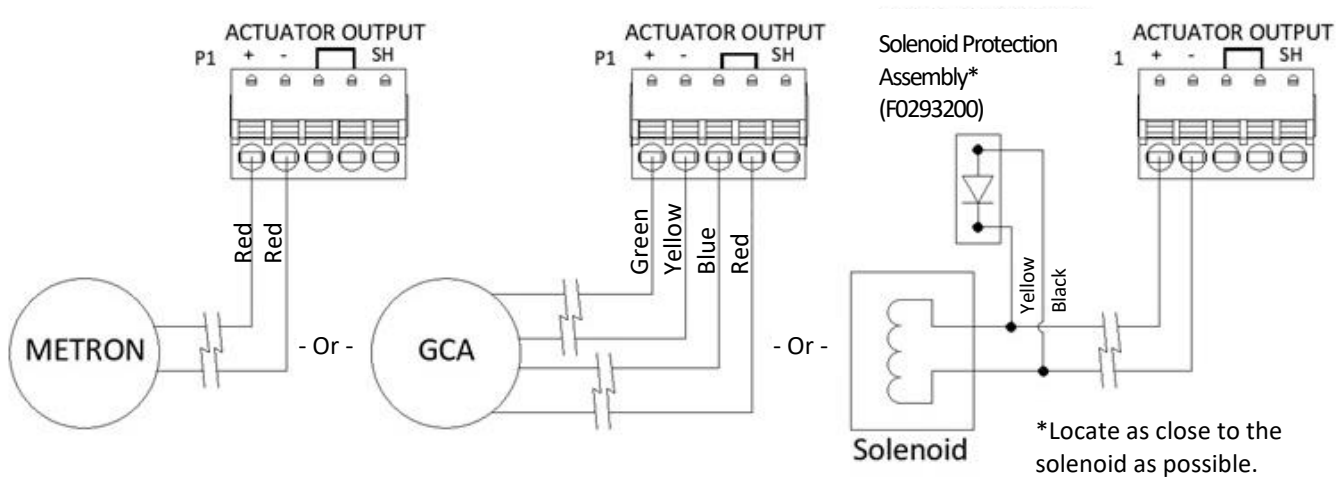 ACTUATOR OUTPUT
P1 + - SH
Red
Red
METRON
- Or -
ACTUATOR OUTPUT
P1 + - SH
Green
Yellow
Blue
Red
GCA
- Or -
Solenoid Protection
Assembly*
(F0293200)
ACTUATOR OUTPUT
1 + - SH
Yellow
Black
Solenoid
*Locate as close to the
solenoid as possible.